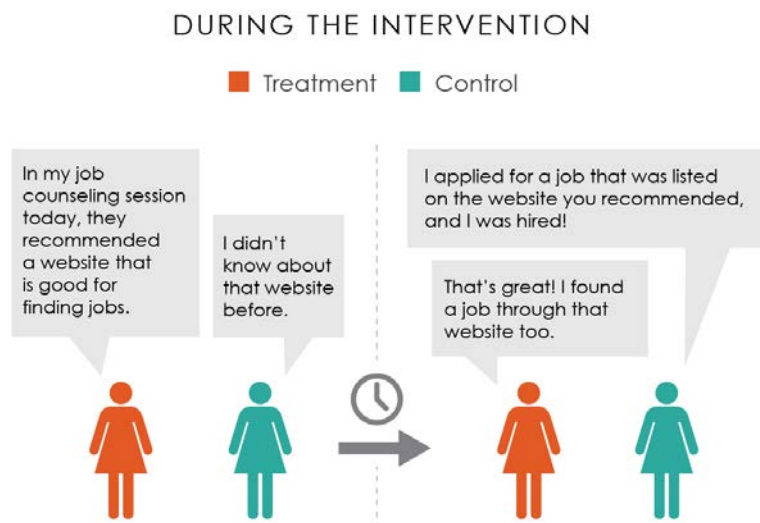 DURING THE INTERVENTION
Treatment Control
In my job
counseling session
today, they
recommended
a website that
is good for
finding jobs.
I didn't
know about
that website
before.
I applied for a job that was listed
on the website you recommended,
and I was hired!
That's great! I found
a job through that
website too.